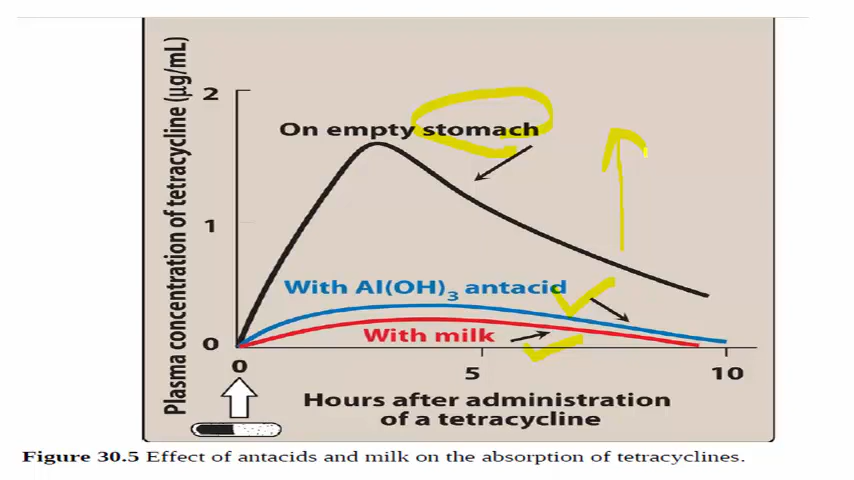 Plasma concentration of tetracycline (µg/mL)
2
On empty stomach
1
With Al(OH)3 antacid
With milk
0
0
5
10
Hours after administration
of a tetracycline
Figure 30.5 Effect of antacids and milk on the absorption of tetracyclines.